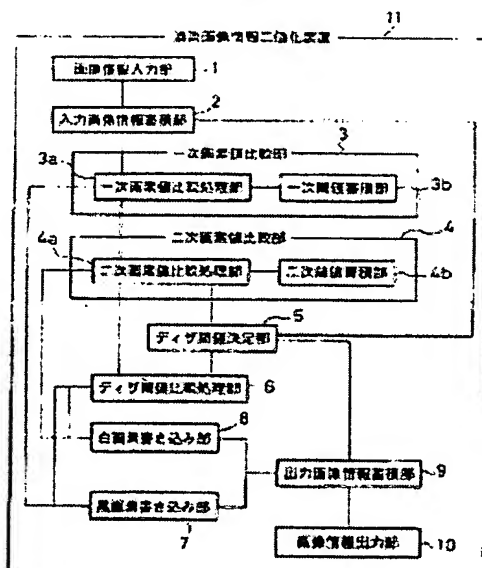 濃淡画像情報二値化装置 11
画像情報入力部 1
2
入力画像情報蓄積部
一次画素値比較部 3
3a 一次画素値比較処理部 一次閾値蓄積部 3b
二次画素値比較部 4
4a 二次画素値比較処理部 二次閾値蓄積部 4b
5
ディザ閾値決定部
ディザ閾値比較処理部 6
8
白画素書き込み部
出力画像情報蓄積部 9
黒画素書き込み部
7
画像情報出力部 10